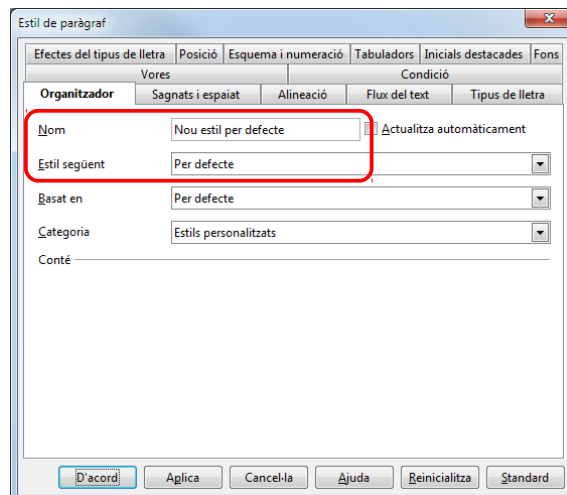 Estil de paràgraf
Efectes del tipus de lletra Posició Esquema i numeració Tabuladors Inicials destacades Fons
Vores Condició
Organitzador Sagnats i espaiat Alineació Flux del text Tipus de lletra
Nom Nou estil per defecte Actualitza automàticament
Estil següent Per defecte
Basat en Per defecte
Categoria Estils personalitzats
Conté
D'acord Aplica Cancel·la Ajuda Reinicialitza Standard